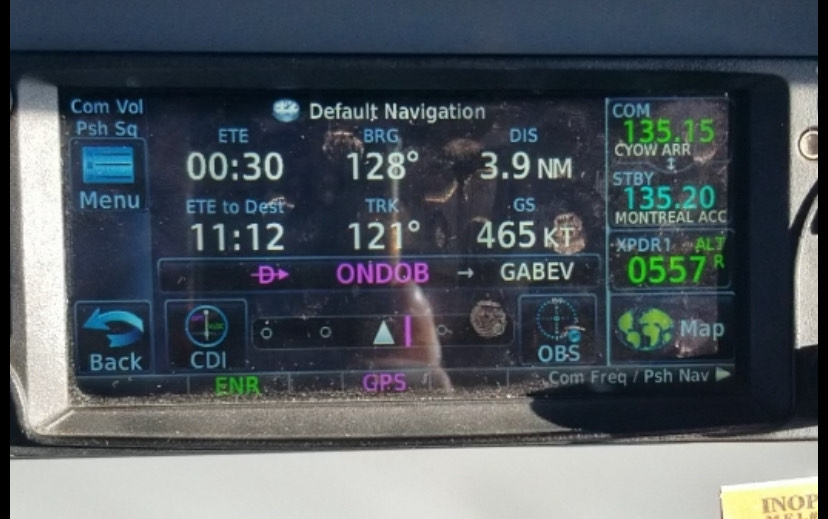 Com Vol
Psh Sq
Menu
Default Navigation
ETE
BRG
DIS
00:30
128°
3.9 NM
ETE to Dest
TRK
GS
11:12
121°
465 KT
D
ONDOB → GABEV
Back
CDI
OBS
ENR
GPS
Com Freq / Psh Nav
COM
135.15
CYOW ARR
↕
STBY
135.20
MONTREAL ACC
XPDR1 ALT
0557 R
Map
INOP